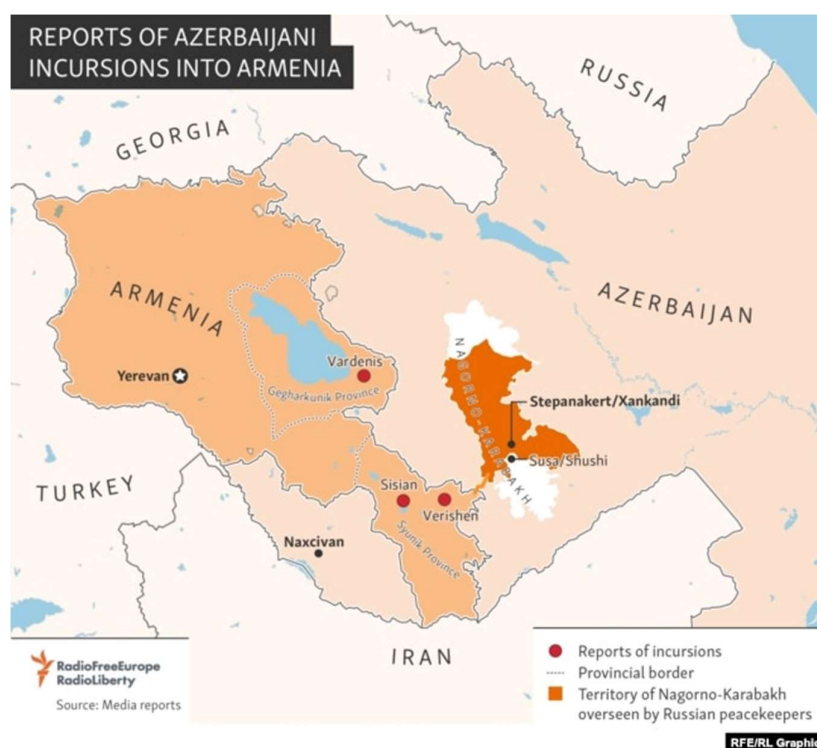 REPORTS OF AZERBAIJANI
INCURSIONS INTO ARMENIA
RUSSIA
GEORGIA
ARMENIA
AZERBAIJAN
NAGORNO-KARABAKH
Vardenis
Yerevan
Gegharkunik Province
Stepanakert/Xankandi
Susa/Shushi
TURKEY
Sisian
Verishen
Syunik Province
Naxcivan
IRAN
RadioFreeEurope
RadioLiberty
Source: Media reports
Reports of incursions
Provincial border
Territory of Nagorno-Karabakh
overseen by Russian peacekeepers
RFE/RL Graphic